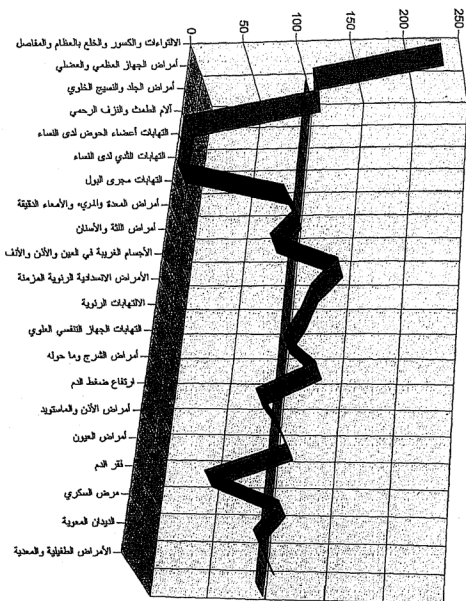 0
50
100
150
200
250
الالتواءات والكسور والخلع بالعظام والمفاصل
أمراض الجهاز العظمي والعضلي
أمراض الجلد والنسيج الخلوي
آلام الطمث والنزف الرحمي
التهابات أعضاء الحوض لدى النساء
التهابات الثدي لدى النساء
التهابات مجرى البول
أمراض المعدة والمريء والأمعاء الدقيقة
أمراض اللثة والأسنان
الأجسام الغريبة في العين والأذن والأنف
الأمراض الانسدادية الرئوية المزمنة
الالتهابات الرئوية
التهابات الجهاز التنفسي العلوي
أمراض الشرج وما حوله
ارتفاع ضغط الدم
أمراض الأذن والماستويد
أمراض العيون
فقر الدم
مرض السكري
الديدان المعوية
الأمراض الطفيلية والمعدية